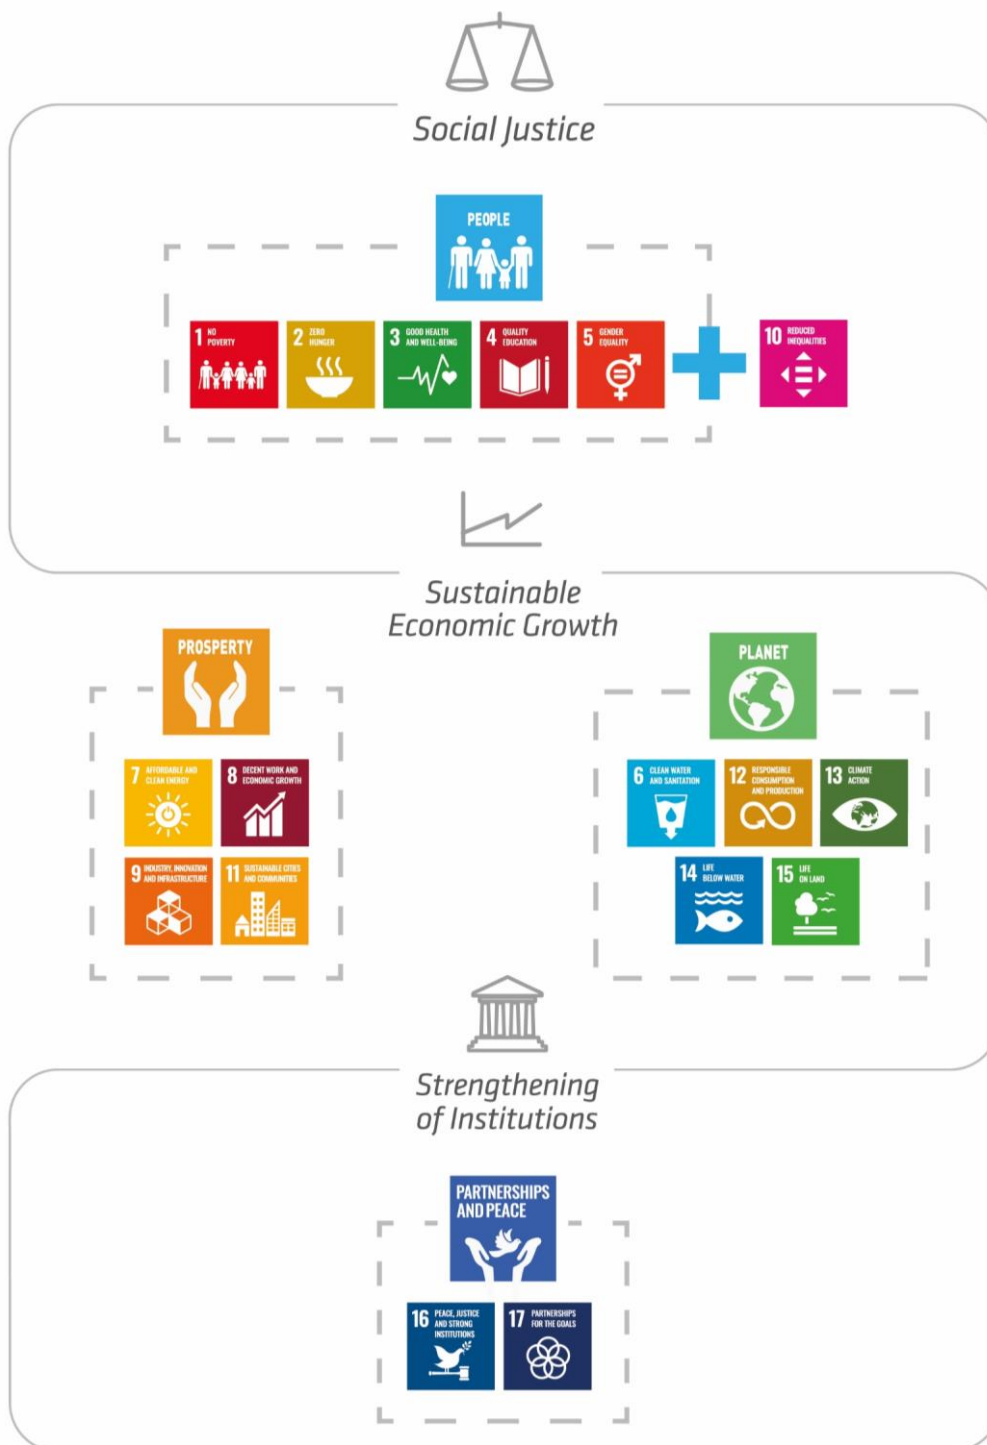 Social Justice
PEOPLE
1 NO
POVERTY
2 ZERO
HUNGER
3 GOOD HEALTH
AND WELL-BEING
4 QUALITY
EDUCATION
5 GENDER
EQUALITY
10 REDUCED
INEQUALITIES
Sustainable
Economic Growth
PROSPERTY
7 AFFORDABLE AND
CLEAN ENERGY
8 DECENT WORK AND
ECONOMIC GROWTH
9 INDUSTRY, INNOVATION
AND INFRASTRUCTURE
11 SUSTAINABLE CITIES
AND COMMUNITIES
PLANET
6 CLEAN WATER
AND SANITATION
12 RESPONSIBLE
CONSUMPTION
AND PRODUCTION
13 CLIMATE
ACTION
14 LIFE
BELOW WATER
15 LIFE
ON LAND
Strengthening
of Institutions
PARTNERSHIPS
AND PEACE
16 PEACE, JUSTICE
AND STRONG
INSTITUTIONS
17 PARTNERSHIPS
FOR THE GOALS